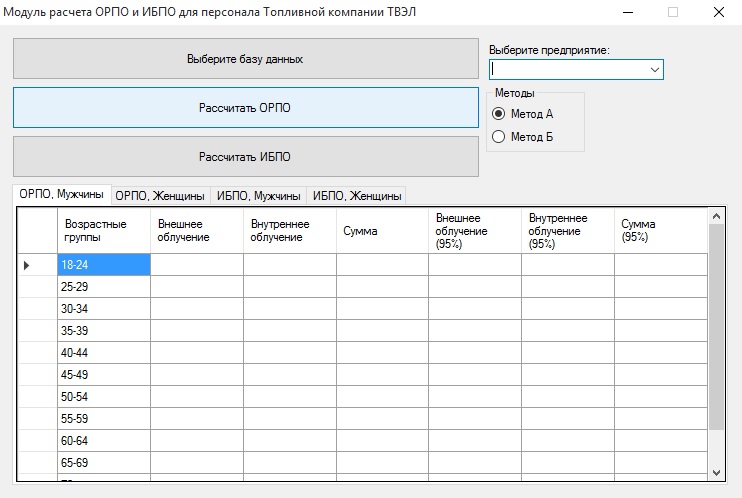 Модуль расчета ОРПО и ИБПО для персонала Топливной компании ТВЭЛ
Выберите базу данных
Выберите предприятие:
Рассчитать ОРПО
Методы
Метод А
Метод Б
Рассчитать ИБПО
ОРПО, Мужчины ОРПО, Женщины ИБПО, Мужчины ИБПО, Женщины
Возрастные группы Внешнее облучение Внутреннее облучение Сумма Внешнее облучение (95%) Внутреннее облучение (95%) Сумма (95%)
18-24
25-29
30-34
35-39
40-44
45-49
50-54
55-59
60-64
65-69